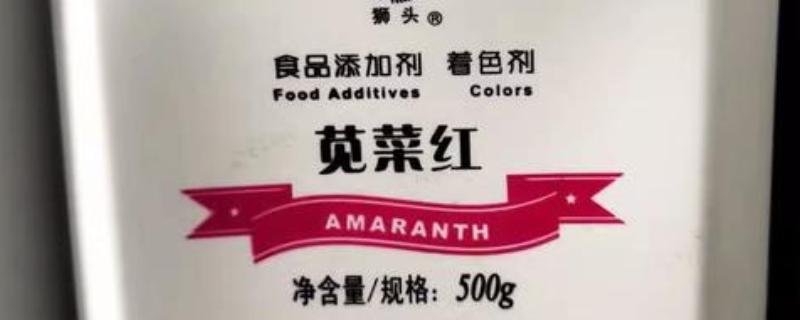 狮头®
食品添加剂 着色剂
Food Additives Colors
苋菜红
AMARANTH
净含量/规格：500g